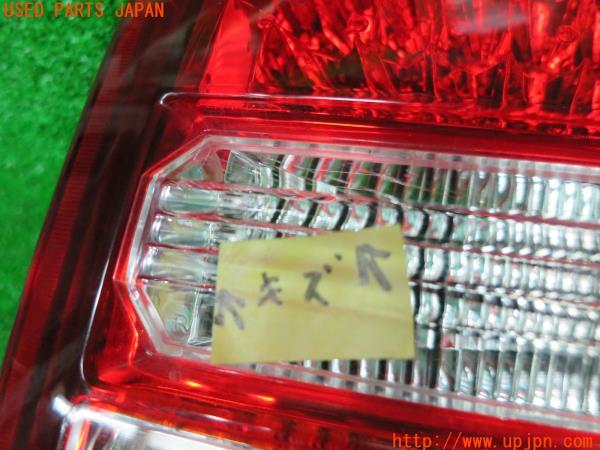 USED PARTS JAPAN
↑キズ↑
http://www.upjpn.com/